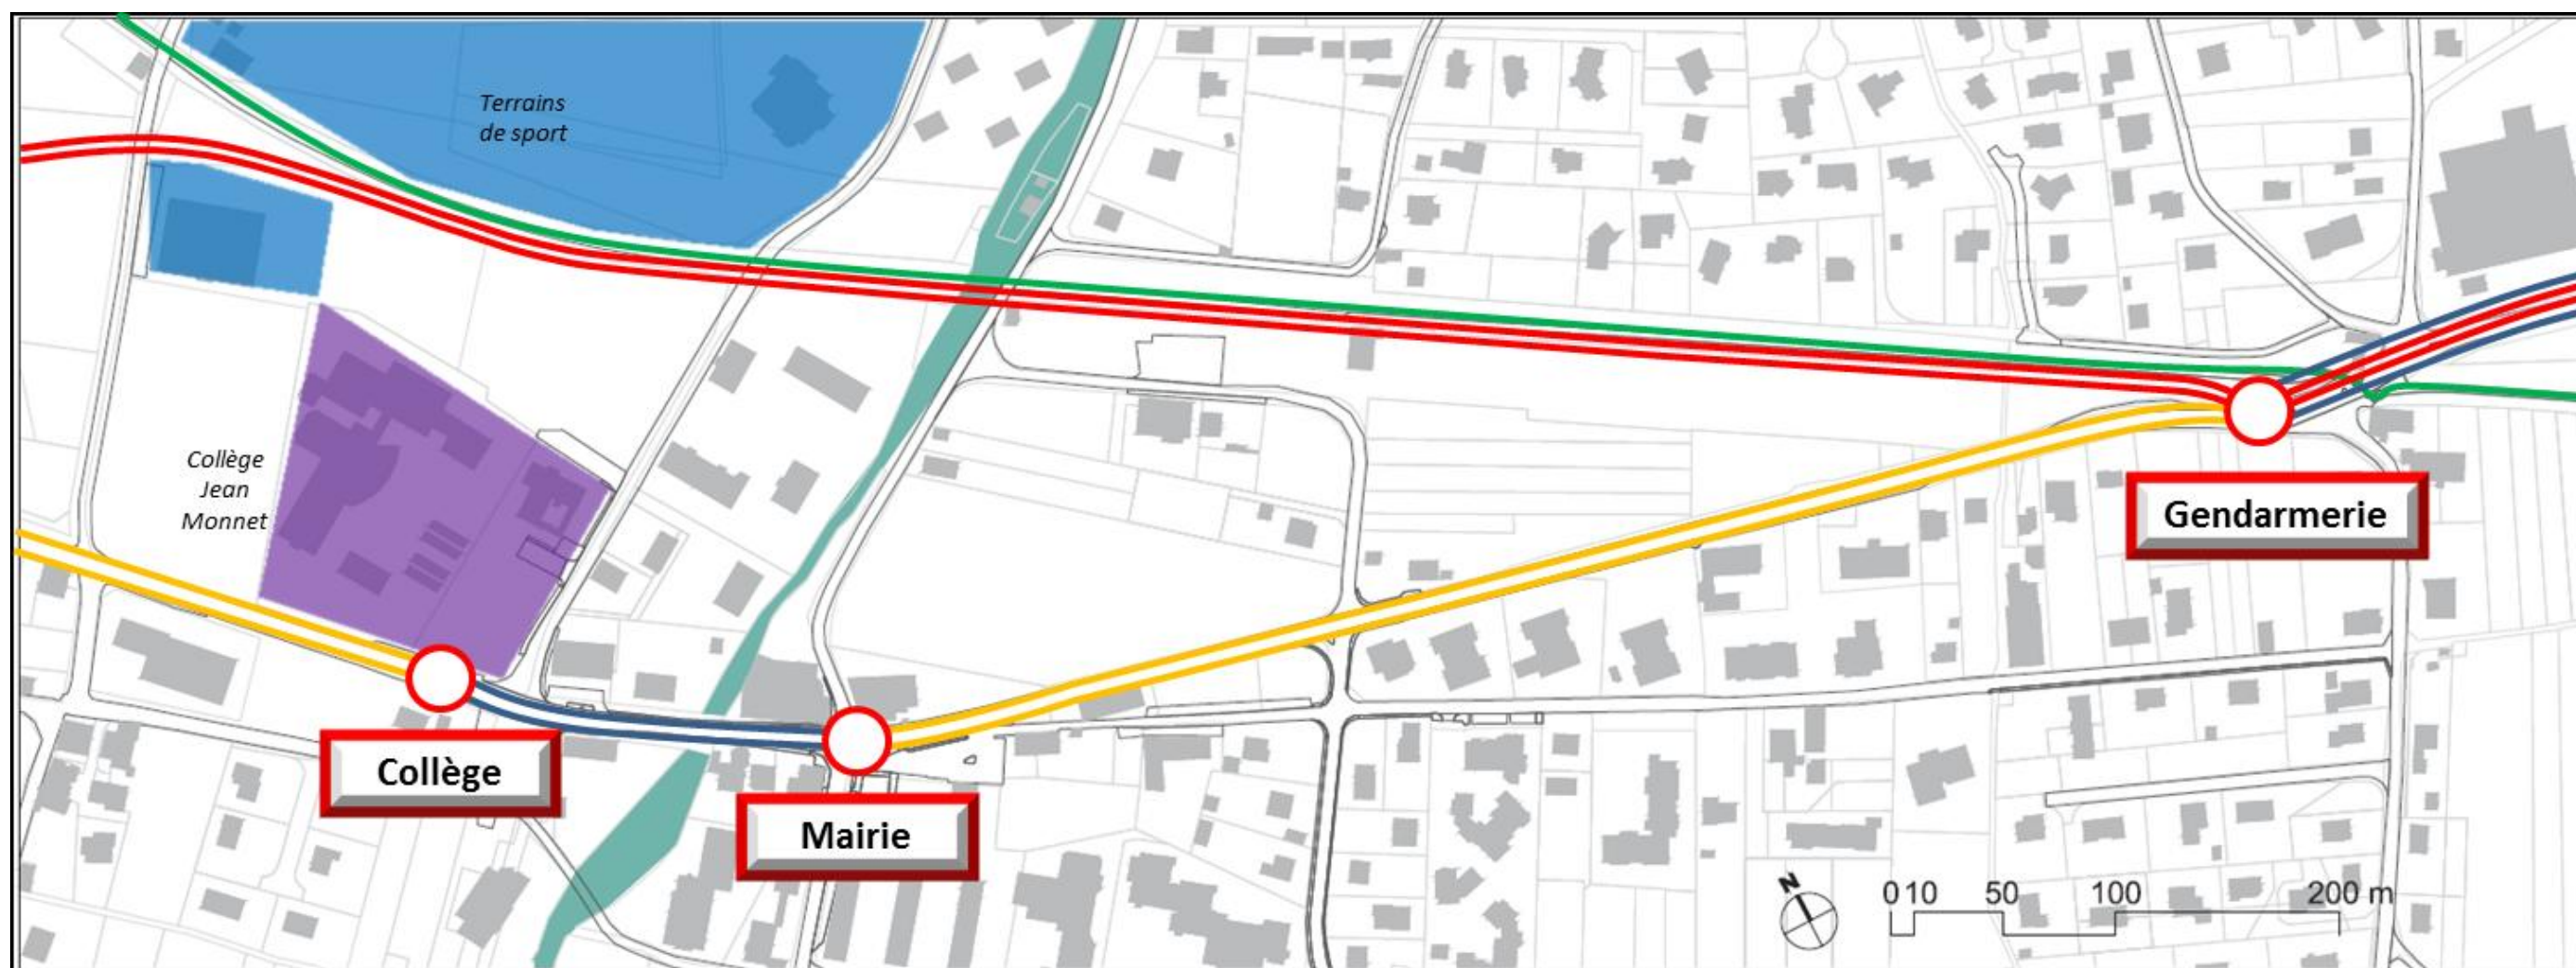 Terrains
de sport
Collège
Jean
Monnet
Gendarmerie
Collège
Mairie
N
0 10 50 100 200 m